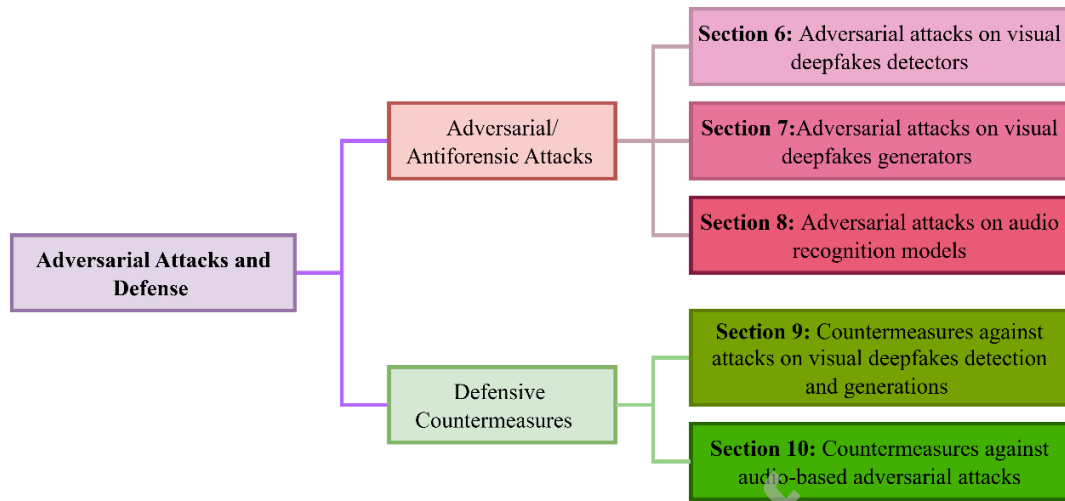 Section 6: Adversarial attacks on visual
deepfakes detectors
Adversarial/
Antiforensic Attacks
Section 7:Adversarial attacks on visual
deepfakes generators
Section 8: Adversarial attacks on audio
recognition models
Adversarial Attacks and
Defense
Section 9: Countermeasures against
attacks on visual deepfakes detection
and generations
Defensive
Countermeasures
Section 10: Countermeasures against
audio-based adversarial attacks